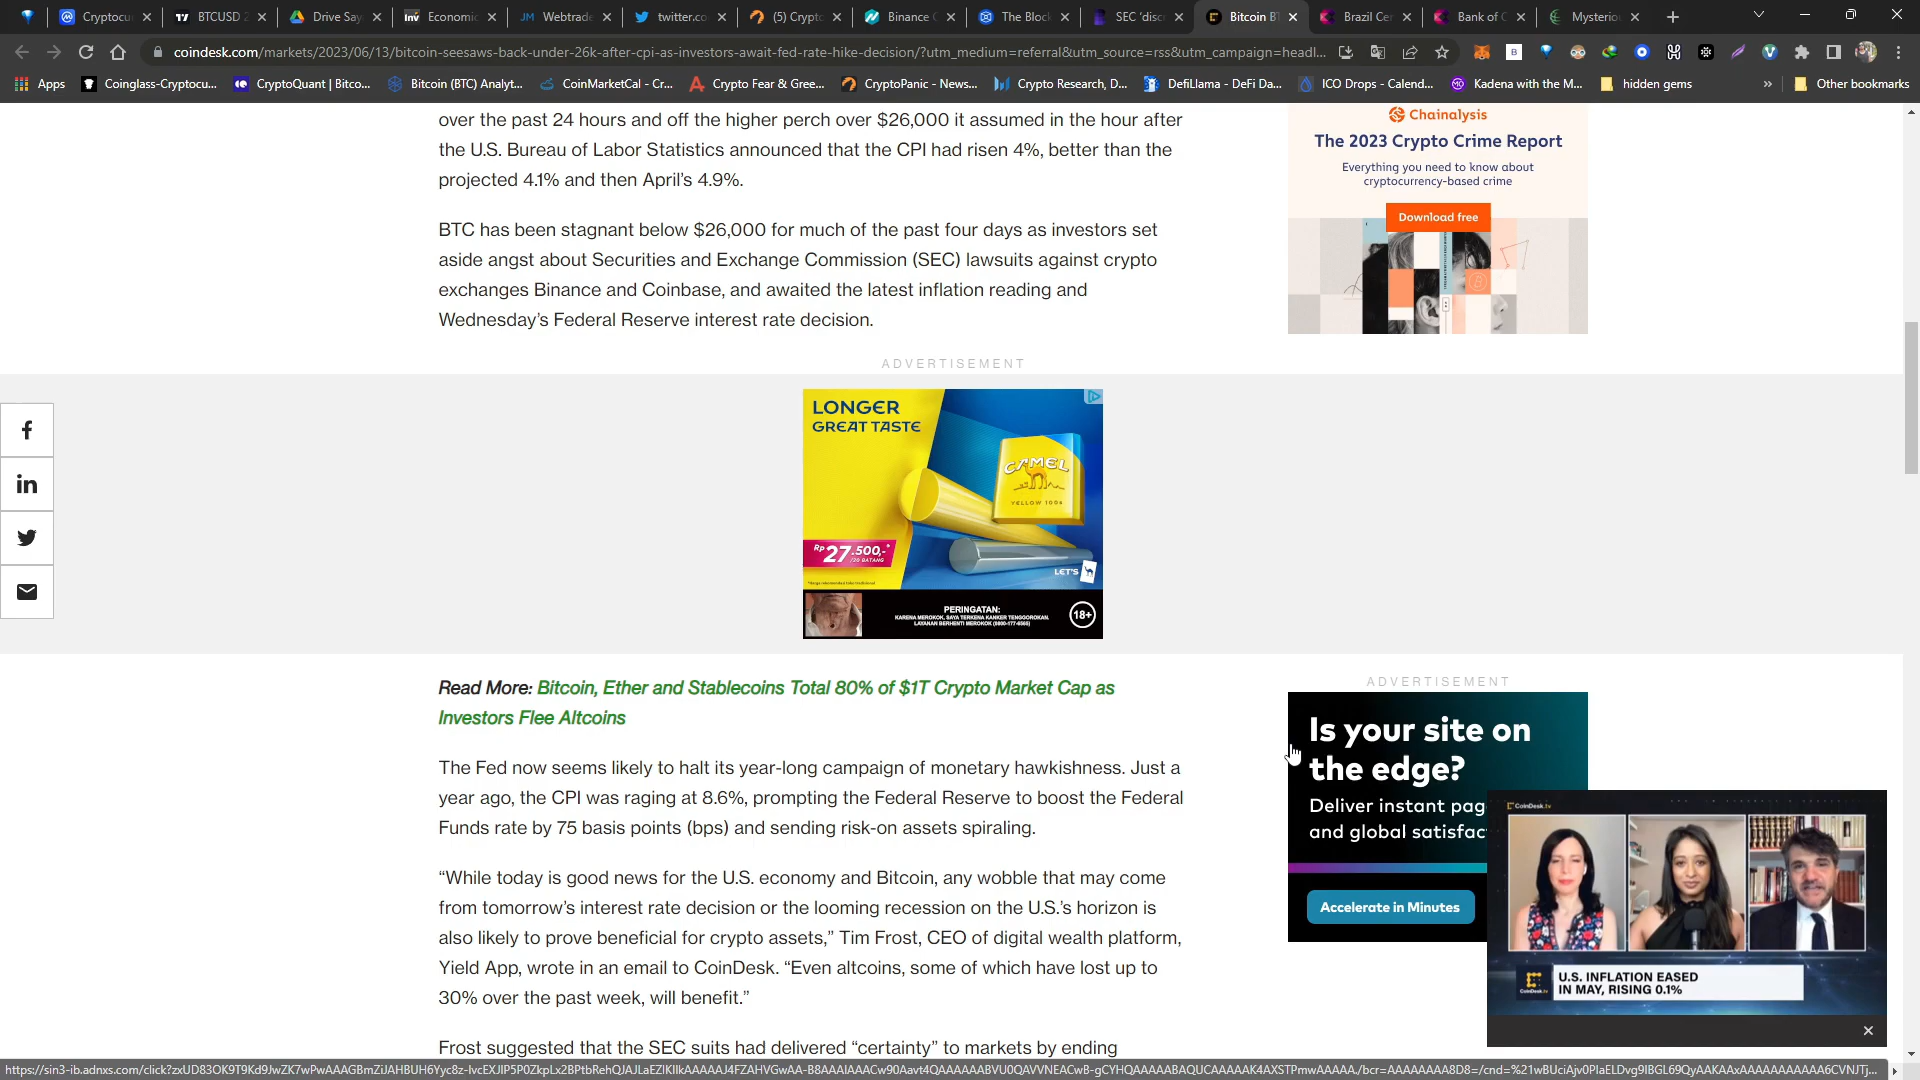 Cryptocu
BTCUSD 2
Drive Say
Inv Economic
JM Webtrade
twitter.co
(5) Crypto
Binance C
The Block
SEC 'disc
Bitcoin BT
Brazil Cen
Bank of C
Mysteriou
coindesk.com/markets/2023/06/13/bitcoin-seesaws-back-under-26k-after-cpi-as-investors-await-fed-rate-hike-decision/?utm_medium=referral&utm_source=rss&utm_campaign=headl...
Apps
Coinglass-Cryptocu...
CryptoQuant | Bitco...
Bitcoin (BTC) Analyt...
CoinMarketCal - Cr...
Crypto Fear & Gree...
CryptoPanic - News...
Crypto Research, D...
DefiLlama - DeFi Da...
ICO Drops - Calend...
Kadena with the M...
hidden gems
»
Other bookmarks
over the past 24 hours and off the higher perch over $26,000 it assumed in the hour after
the U.S. Bureau of Labor Statistics announced that the CPI had risen 4%, better than the
projected 4.1% and then April's 4.9%.
BTC has been stagnant below $26,000 for much of the past four days as investors set
aside angst about Securities and Exchange Commission (SEC) lawsuits against crypto
exchanges Binance and Coinbase, and awaited the latest inflation reading and
Wednesday's Federal Reserve interest rate decision.
Chainalysis
The 2023 Crypto Crime Report
Everything you need to know about
cryptocurrency-based crime
Download free
ADVERTISEMENT
LONGER
GREAT TASTE
CAMEL
YELLOW 100s
Rp 27.500,-*
/20 BATANG
LET'S
PERINGATAN:
KARENA MEROKOK, SAYA TERKENA KANKER TENGGOROKAN.
LAYANAN BERHENTI MEROKOK (0800-177-6565)
18+
Read More: Bitcoin, Ether and Stablecoins Total 80% of $1T Crypto Market Cap as
Investors Flee Altcoins
The Fed now seems likely to halt its year-long campaign of monetary hawkishness. Just a
year ago, the CPI was raging at 8.6%, prompting the Federal Reserve to boost the Federal
Funds rate by 75 basis points (bps) and sending risk-on assets spiraling.
“While today is good news for the U.S. economy and Bitcoin, any wobble that may come
from tomorrow's interest rate decision or the looming recession on the U.S.'s horizon is
also likely to prove beneficial for crypto assets,” Tim Frost, CEO of digital wealth platform,
Yield App, wrote in an email to CoinDesk. “Even altcoins, some of which have lost up to
30% over the past week, will benefit.”
Frost suggested that the SEC suits had delivered “certainty” to markets by ending
ADVERTISEMENT
Is your site on
the edge?
Deliver instant pag
and global satisfac
Accelerate in Minutes
CoinDesk.tv
U.S. INFLATION EASED
IN MAY, RISING 0.1%
CoinDesk.tv